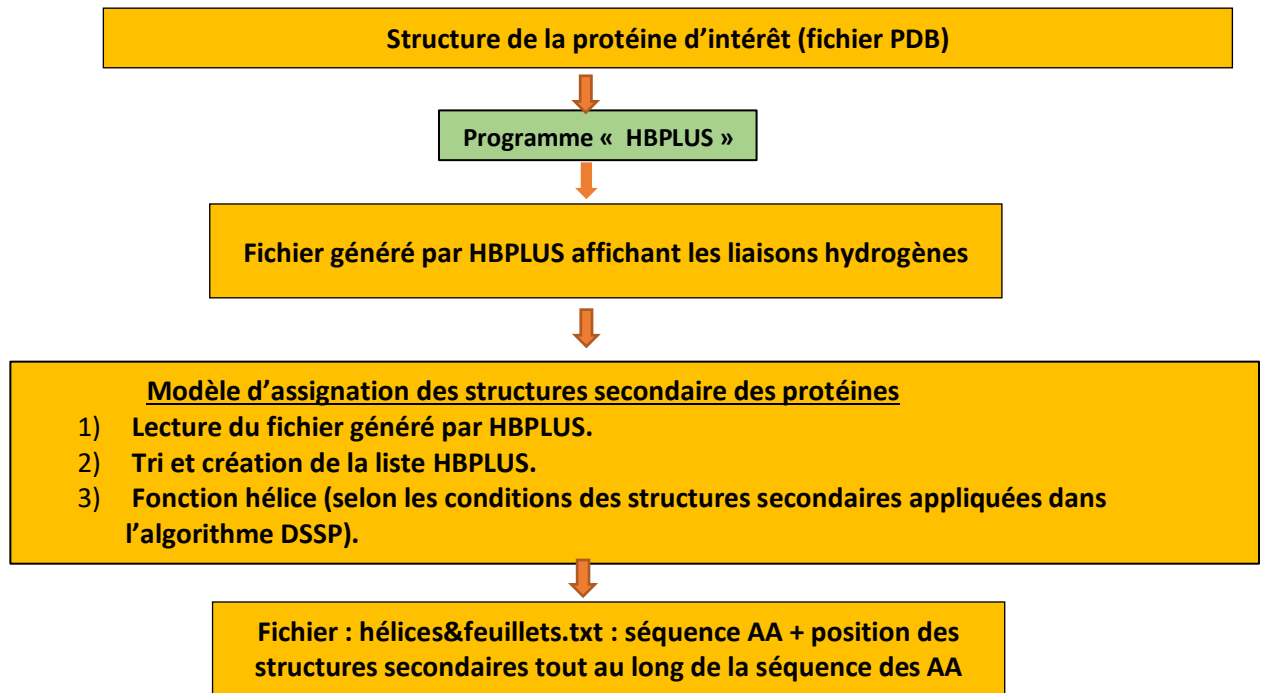 Structure de la protéine d'intérêt (fichier PDB)
Programme « HBPLUS »
Fichier généré par HBPLUS affichant les liaisons hydrogènes
Modèle d'assignation des structures secondaire des protéines
1) Lecture du fichier généré par HBPLUS.
2) Tri et création de la liste HBPLUS.
3) Fonction hélice (selon les conditions des structures secondaires appliquées dans
l'algorithme DSSP).
Fichier : hélices&feuillets.txt : séquence AA + position des
structures secondaires tout au long de la séquence des AA